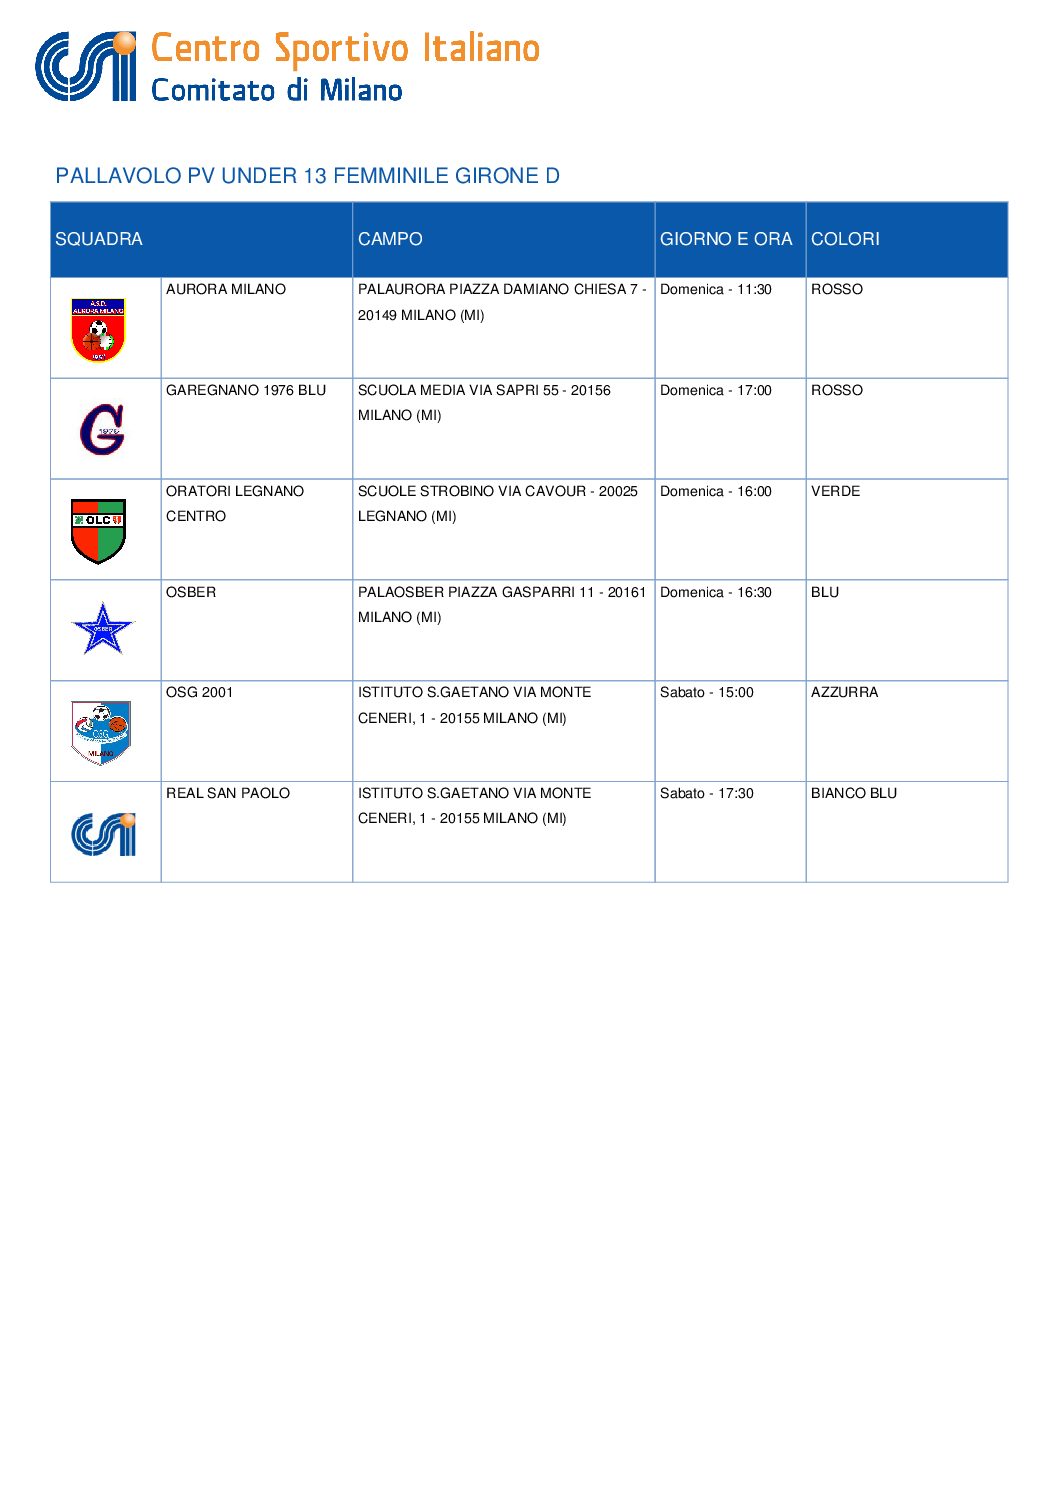 Centro Sportivo Italiano
Comitato di Milano
PALLAVOLO PV UNDER 13 FEMMINILE GIRONE D
SQUADRA CAMPO GIORNO E ORA COLORI
A.S.D.
AURORA MILANO
AURORA MILANO PALAURORA PIAZZA DAMIANO CHIESA 7 - Domenica - 11:30 ROSSO
20149 MILANO (MI)
GAREGNANO 1976 BLU SCUOLA MEDIA VIA SAPRI 55 - 20156 Domenica - 17:00 ROSSO
MILANO (MI)
G 1976
ORATORI LEGNANO SCUOLE STROBINO VIA CAVOUR - 20025 Domenica - 16:00 VERDE
CENTRO LEGNANO (MI)
OLC
OSBER PALAOSBER PIAZZA GASPARRI 11 - 20161 Domenica - 16:30 BLU
MILANO (MI)
OSBER
OSG 2001 ISTITUTO S.GAETANO VIA MONTE Sabato - 15:00 AZZURRA
CENERI, 1 - 20155 MILANO (MI)
OSG
MILANO
REAL SAN PAOLO ISTITUTO S.GAETANO VIA MONTE Sabato - 17:30 BIANCO BLU
CENERI, 1 - 20155 MILANO (MI)